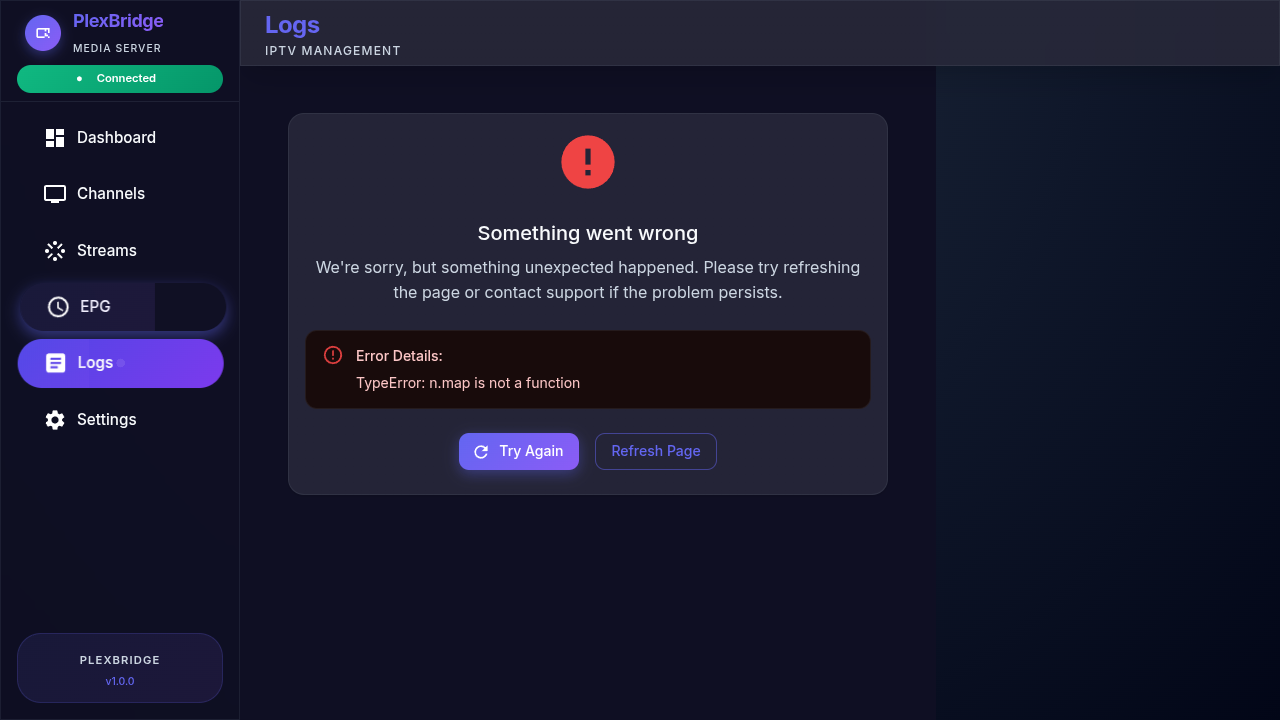 PlexBridge
MEDIA SERVER
Connected
Dashboard
Channels
Streams
EPG
Logs
Settings
PLEXBRIDGE
v1.0.0
Logs
IPTV MANAGEMENT
Something went wrong
We're sorry, but something unexpected happened. Please try refreshing
the page or contact support if the problem persists.
Error Details:
TypeError: n.map is not a function
Try Again
Refresh Page